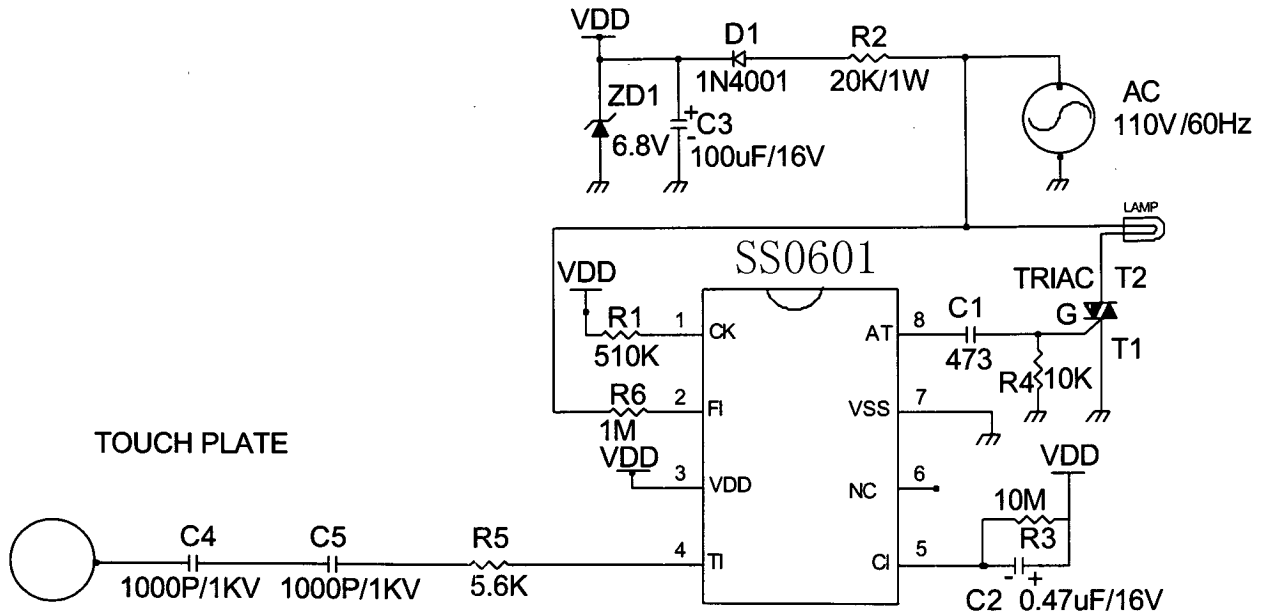 VDD
D1
R2
1N4001
20K/1W
ZD1
6.8V
+
C3
-
100uF/16V
AC
110V/60Hz
LAMP
SS0601
VDD
TRIAC
T2
R1
1
CK
510K
AT
8
C1
473
G
T1
R4
10K
R6
2
FI
1M
VSS
7
TOUCH PLATE
VDD
3
VDD
NC
6
VDD
10M
R3
C4
1000P/1KV
C5
1000P/1KV
R5
5.6K
4
TI
CI
5
-
+
C2
0.47uF/16V